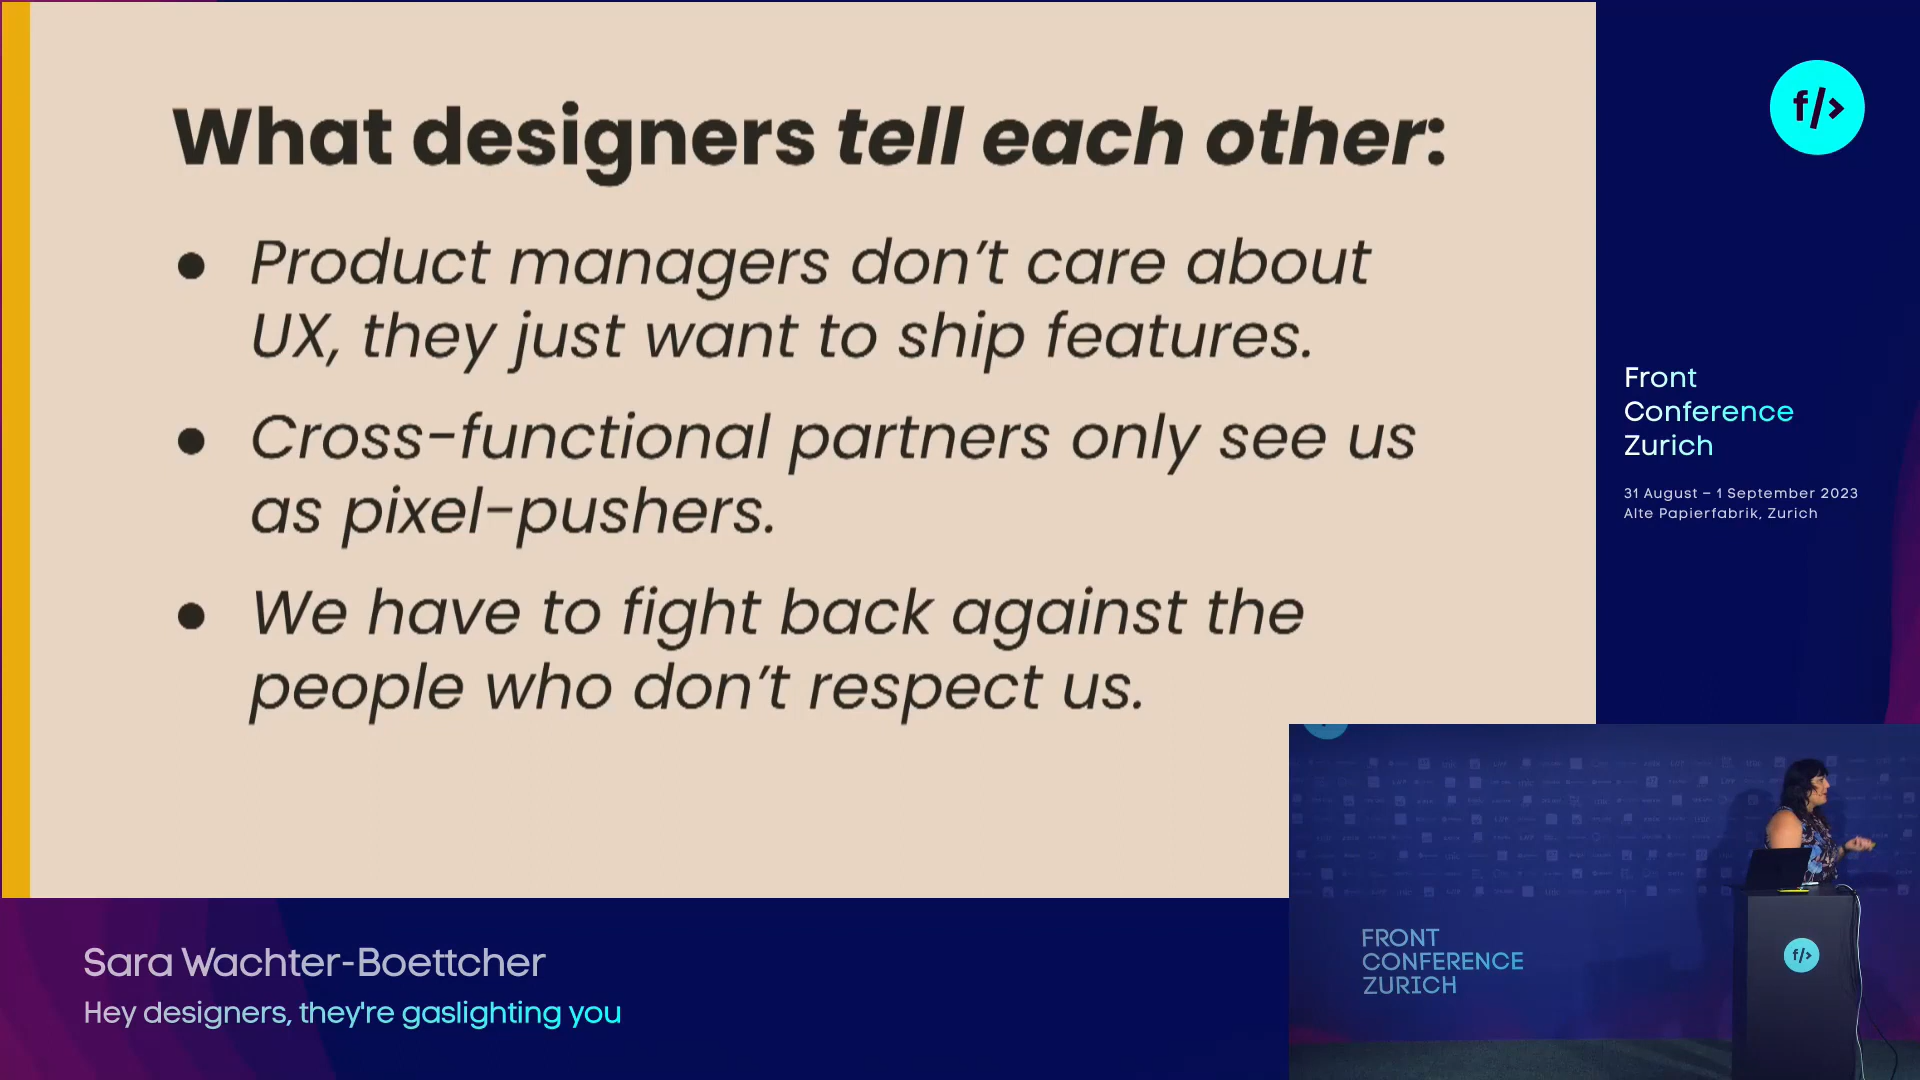 What designers tell each other:
● Product managers don’t care about
UX, they just want to ship features.
● Cross-functional partners only see us
as pixel-pushers.
● We have to fight back against the
people who don’t respect us.
f/>
Front
Conference
Zurich
31 August – 1 September 2023
Alte Papierfabrik, Zurich
Sara Wachter-Boettcher
Hey designers, they're gaslighting you
FRONT
CONFERENCE
ZURICH
f/>